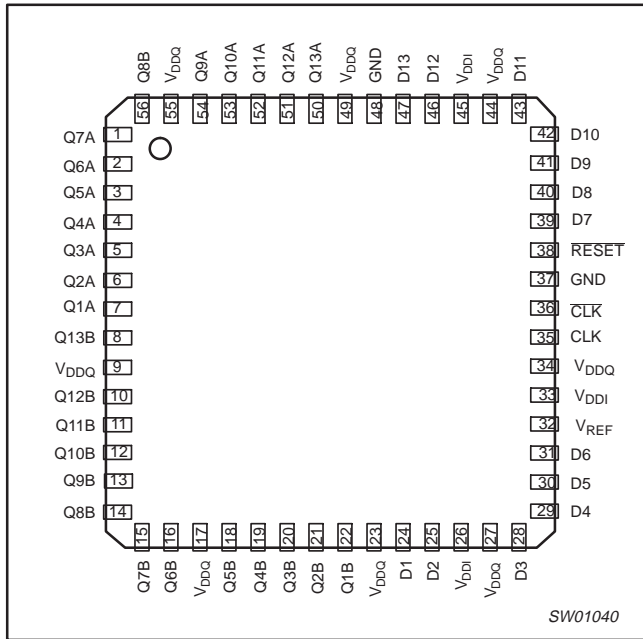 Q8B VDDQ Q9A Q10A Q11A Q12A Q13A VDDQ GND D13 D12 VDDI VDDQ D11
56 55 54 53 52 51 50 49 48 47 46 45 44 43
Q7A 1 42 D10
Q6A 2 41 D9
Q5A 3 40 D8
Q4A 4 39 D7
Q3A 5 38 RESET
Q2A 6 37 GND
Q1A 7 36 CLK
Q13B 8 35 CLK
VDDQ 9 34 VDDQ
Q12B 10 33 VDDI
Q11B 11 32 VREF
Q10B 12 31 D6
Q9B 13 30 D5
Q8B 14 29 D4
15 16 17 18 19 20 21 22 23 24 25 26 27 28
Q7B Q6B VDDQ Q5B Q4B Q3B Q2B Q1B VDDQ D1 D2 VDDI VDDQ D3
SW01040